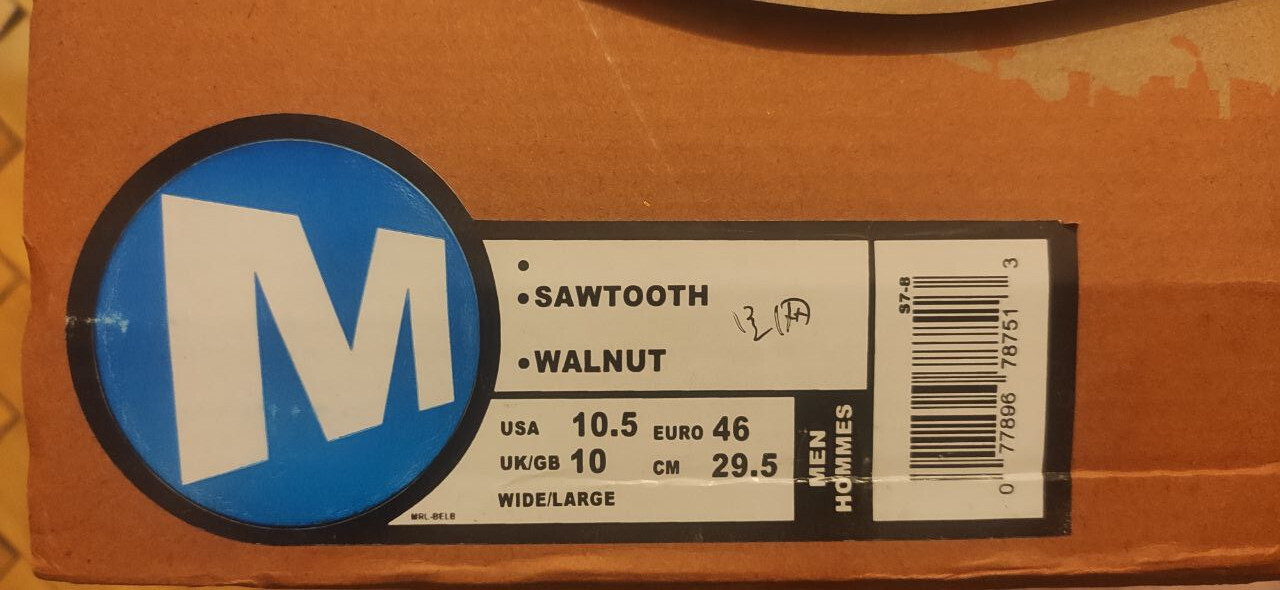 M
• SAWTOOTH
• WALNUT
USA 10.5 EURO 46
UK/GB 10 CM 29.5
WIDE/LARGE
MRL-BELB
MEN
HOMMES
S7-8
0 77896 78751 3